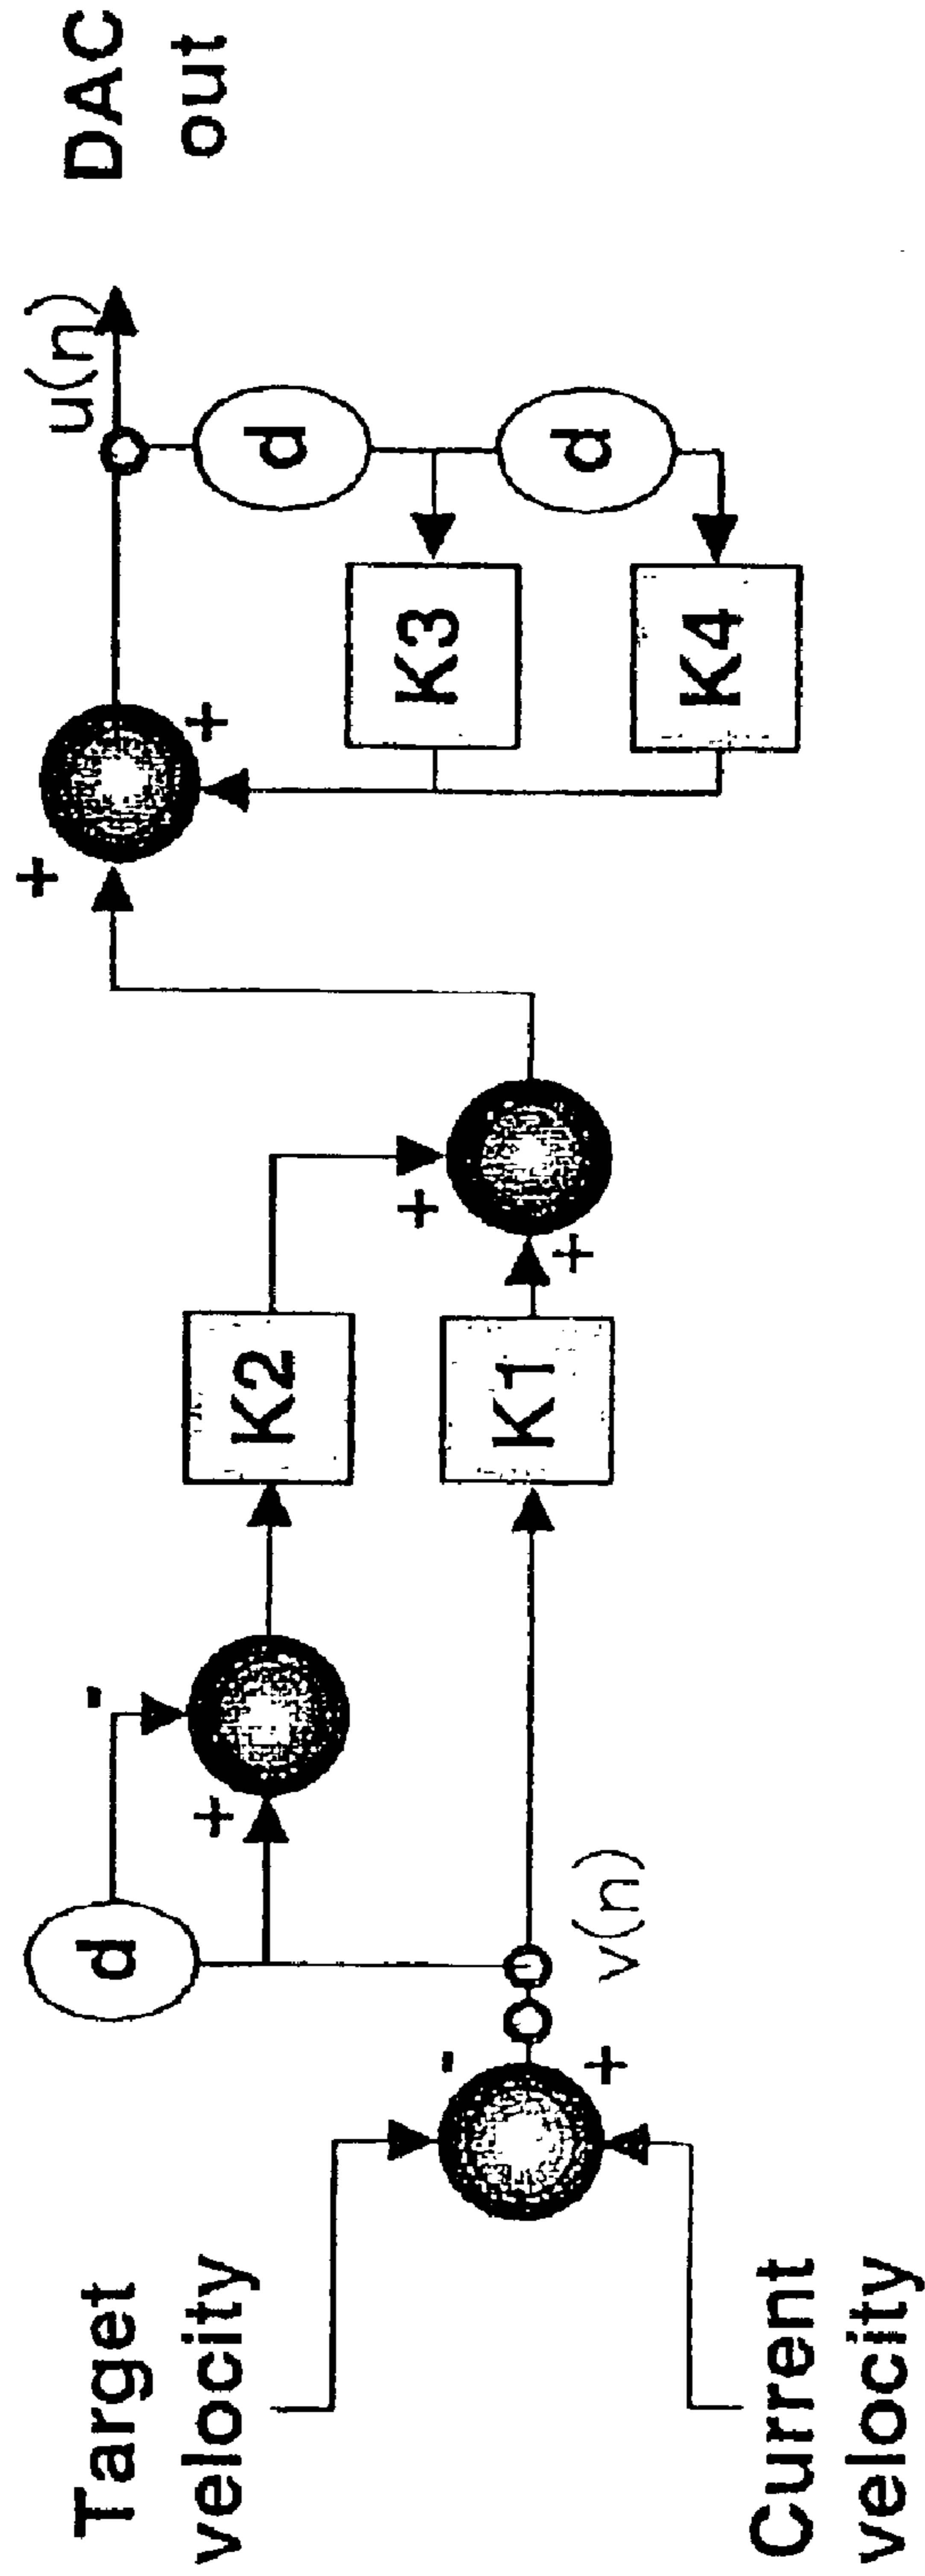 Target
velocity
Current
velocity
-
+
v(n)
d
-
+
K2
K1
+
+
+
+
u(n)
d
d
K3
K4
DAC
out